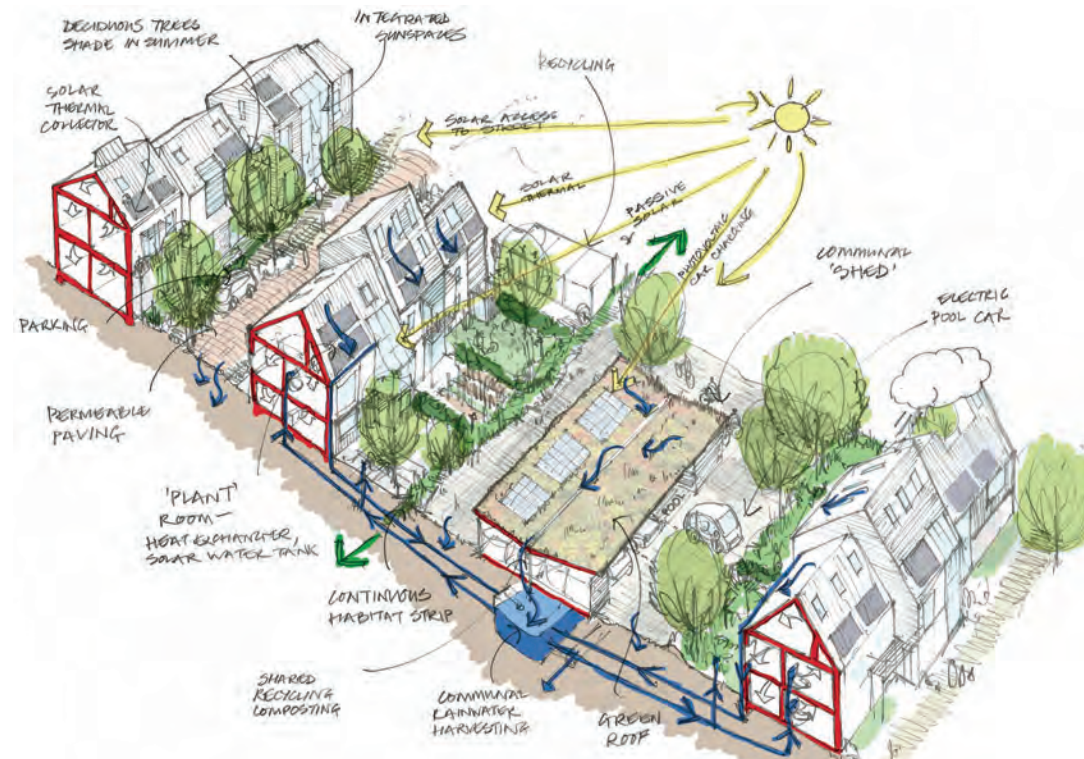 DECIDUOUS TREES
SHADE IN SUMMER
INTEGRATED
SUNSPACES
RECYCLING
SOLAR
THERMAL
COLLECTOR
SOLAR ACCESS
TO STREET
SOLAR
THERMAL
PASSIVE
SOLAR
PHOTOVOLTAIC
CAR CHARGING
COMMUNAL
'SHED'
ELECTRIC
POOL CAR
PARKING
PERMEABLE
PAVING
'PLANT'
ROOM—
HEAT EXCHANGER,
SOLAR WATER TANK
POOL
CONTINUOUS
HABITAT STRIP
SHARED
RECYCLING
COMPOSTING
COMMUNAL
RAINWATER
HARVESTING
GREEN
ROOF